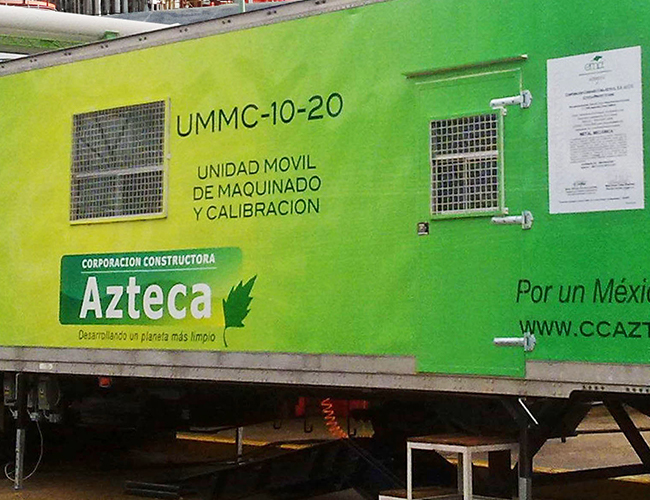 UMMC-10-20
UNIDAD MOVIL
DE MAQUINADO
Y CALIBRACION
CORPORACION CONSTRUCTORA
Azteca
Desarrollando un planeta más limpio
ema
Por un Méxic
WWW.CCAZT